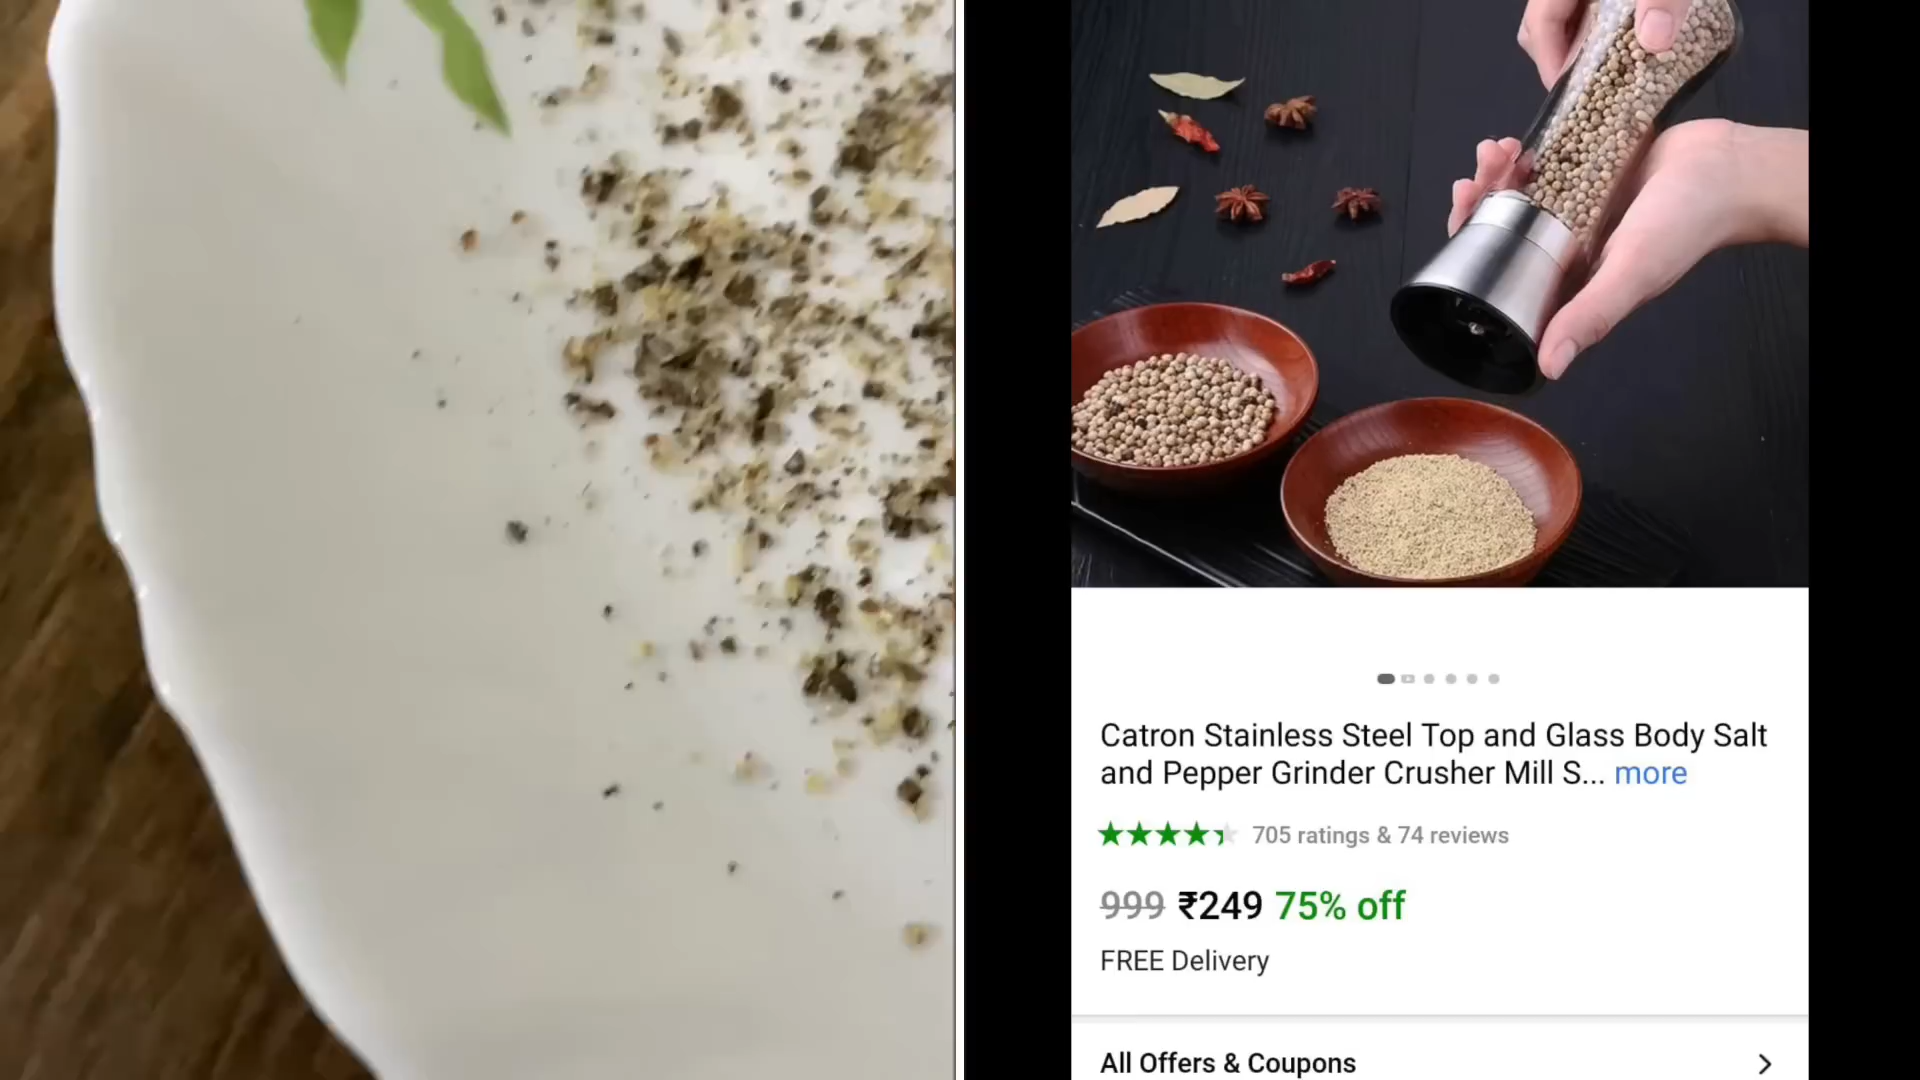 Catron Stainless Steel Top and Glass Body Salt
and Pepper Grinder Crusher Mill S... more
705 ratings & 74 reviews
999 ₹249 75% off
FREE Delivery
All Offers & Coupons